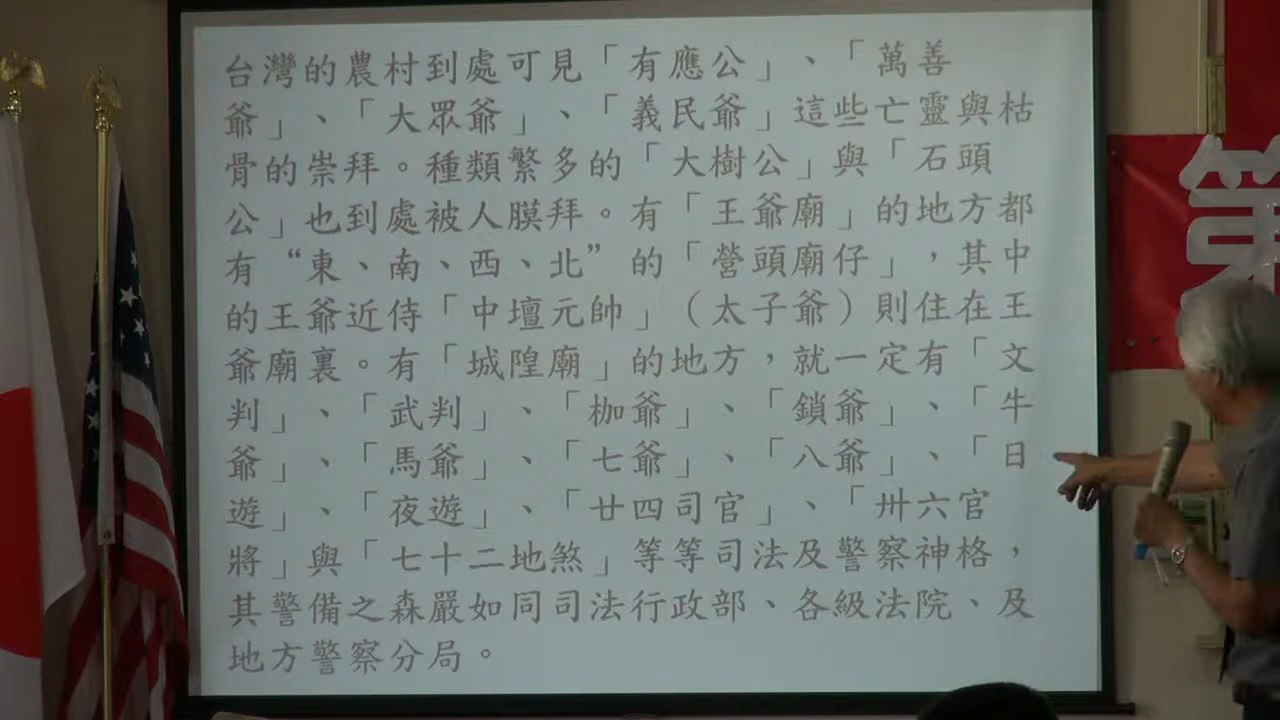 台灣的農村到處可見「有應公」、「萬善
爺」、「大眾爺」、「義民爺」這些亡靈與枯
骨的崇拜。種類繁多的「大樹公」與「石頭
公」也到處被人膜拜。有「王爺廟」的地方都
有“東、南、西、北”的「營頭廟仔」，其中
的王爺近侍「中壇元帥」（太子爺）則住在王
爺廟裏。有「城隍廟」的地方，就一定有「文
判」、「武判」、「枷爺」、「鎖爺」、「牛
爺」、「馬爺」、「七爺」、「八爺」、「日
遊」、「夜遊」、「廿四司官」、「卅六官
將」與「七十二地煞」等等司法及警察神格，
其警備之森嚴如同司法行政部、各級法院、及
地方警察分局。
第